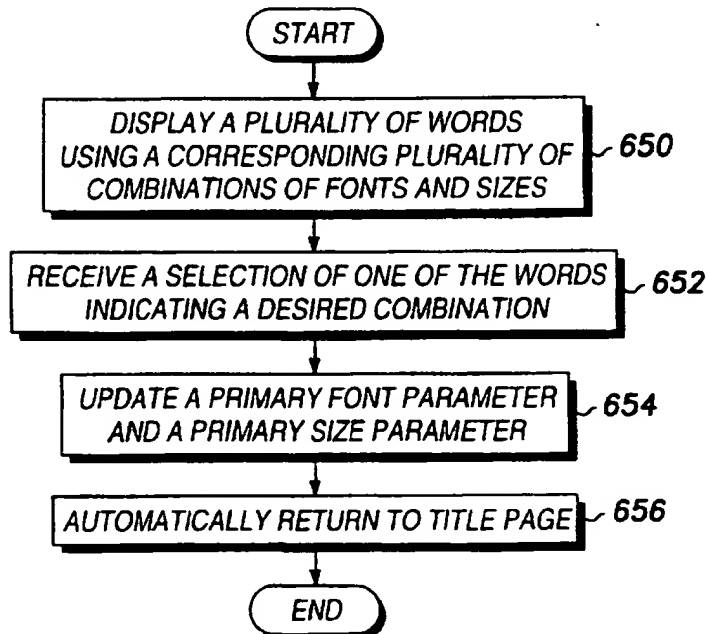 START
DISPLAY A PLURALITY OF WORDS
USING A CORRESPONDING PLURALITY OF
COMBINATIONS OF FONTS AND SIZES
650
RECEIVE A SELECTION OF ONE OF THE WORDS
INDICATING A DESIRED COMBINATION
652
UPDATE A PRIMARY FONT PARAMETER
AND A PRIMARY SIZE PARAMETER
654
AUTOMATICALLY RETURN TO TITLE PAGE
656
END